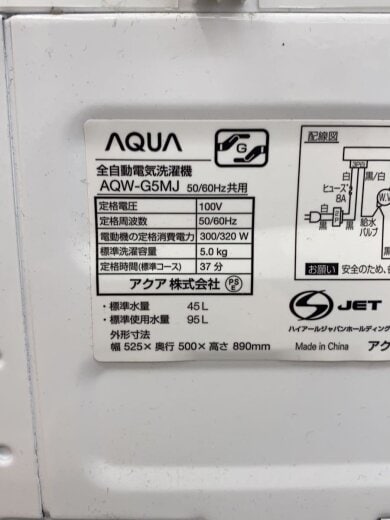 AQUA
G
全自動電気洗濯機
AQW-G5MJ 50/60Hz共用
定格電圧 100V
定格周波数 50/60Hz
電動機の定格消費電力 300/320 W
標準洗濯容量 5.0 kg
定格時間(標準コース) 37 分
アクア 株式会社 PSE
・標準水量 45 L
・標準使用水量 95 L
外形寸法
幅 525× 奥行 500× 高さ 890mm
配線図
白 黒 黒/白
ヒューズ
8A
白
黒
給水
バルブ
お願い 安全のため、
S JET
ハイアールジャパンホールディング
Made in China アク